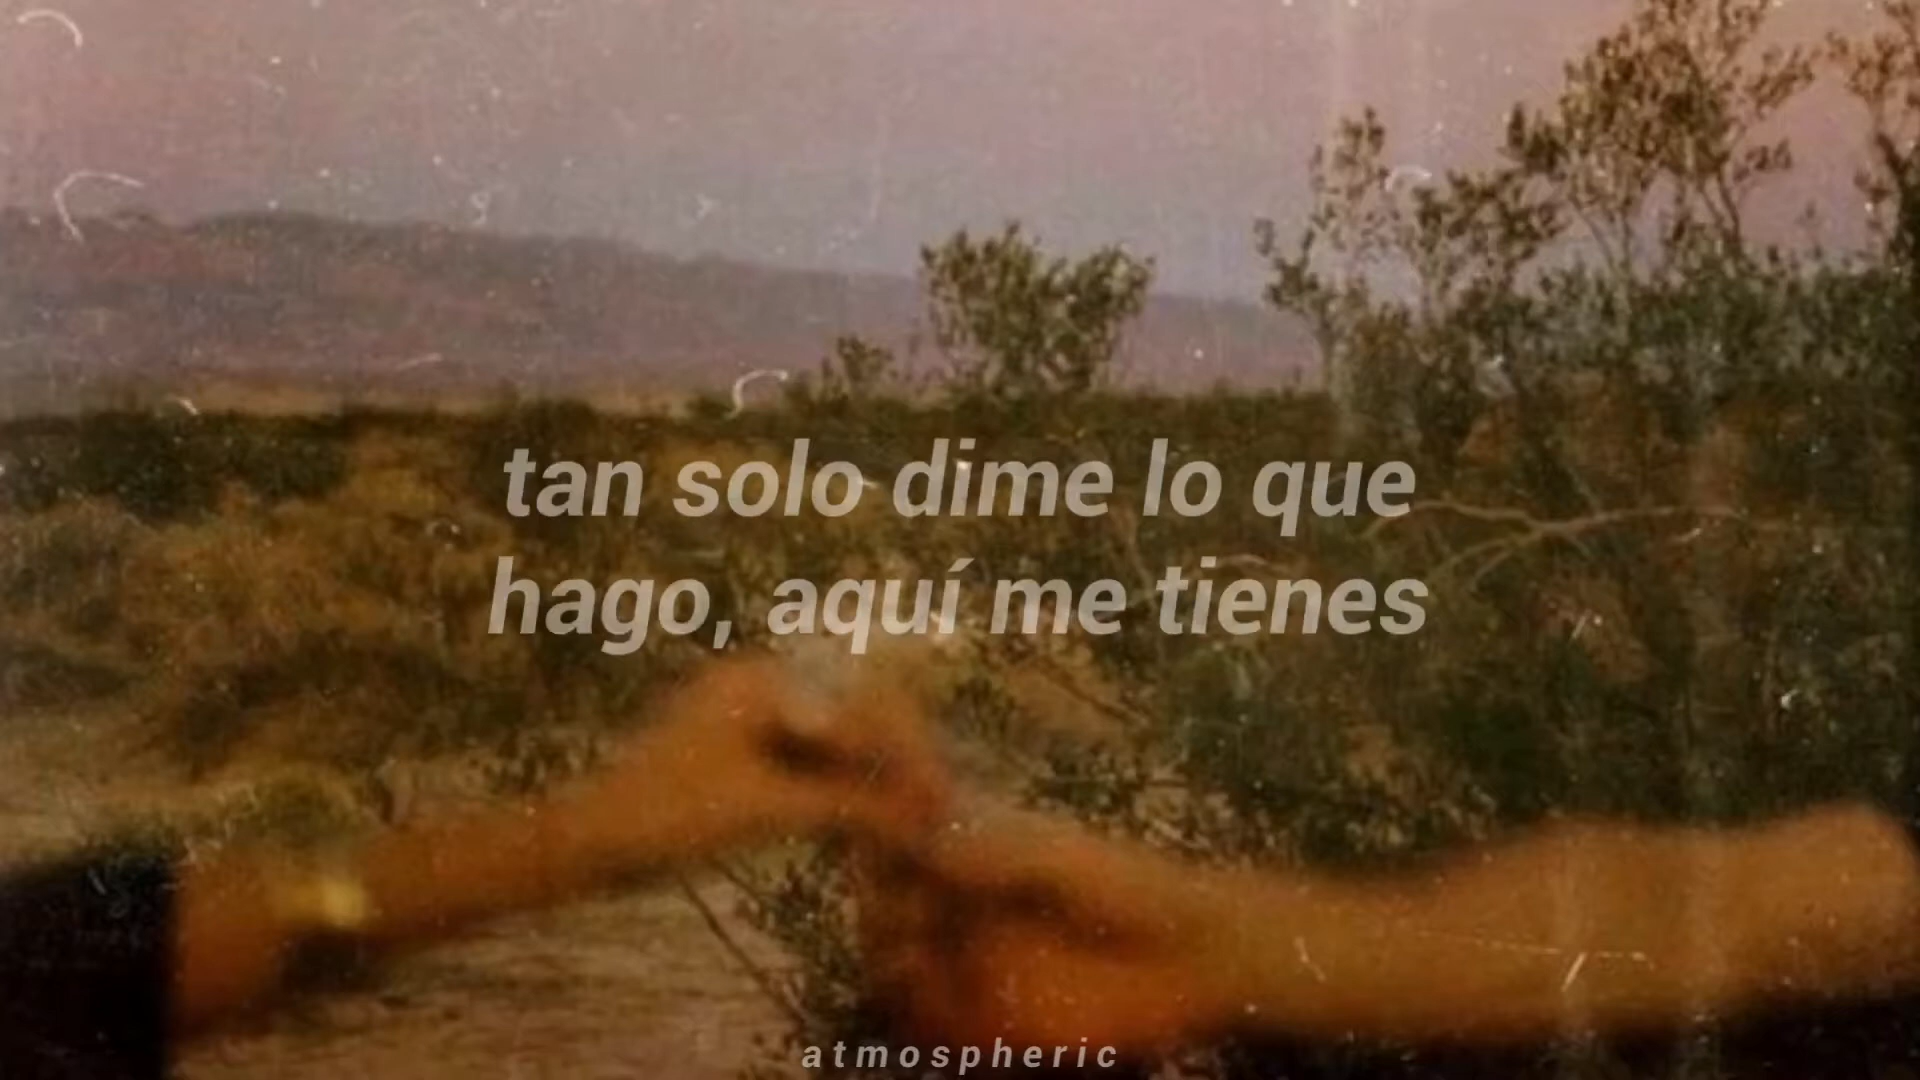 tan solo dime lo que
hago, aquí me tienes
atmospheric